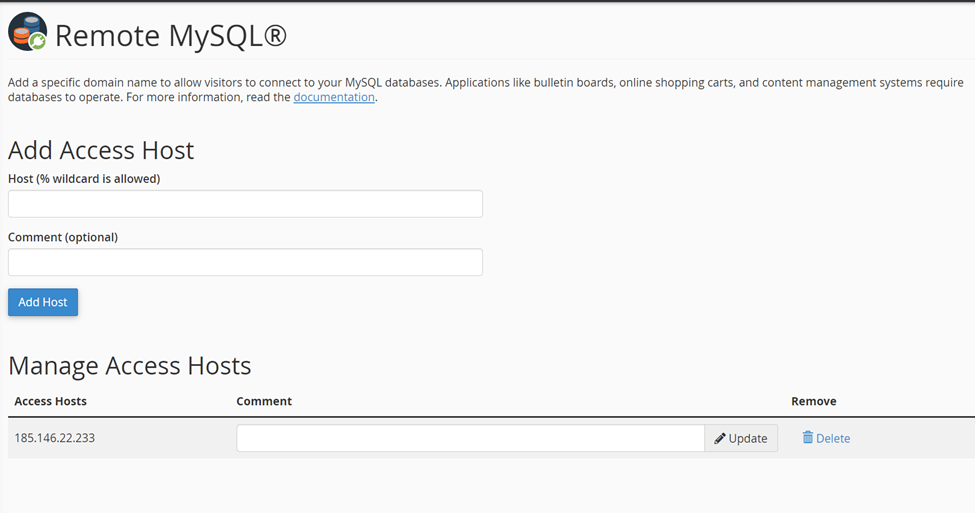 Remote MySQL®
Add a specific domain name to allow visitors to connect to your MySQL databases. Applications like bulletin boards, online shopping carts, and content management systems require
databases to operate. For more information, read the documentation.
Add Access Host
Host (% wildcard is allowed)
Comment (optional)
Add Host
Manage Access Hosts
Access Hosts Comment Remove
185.146.22.233 Update Delete